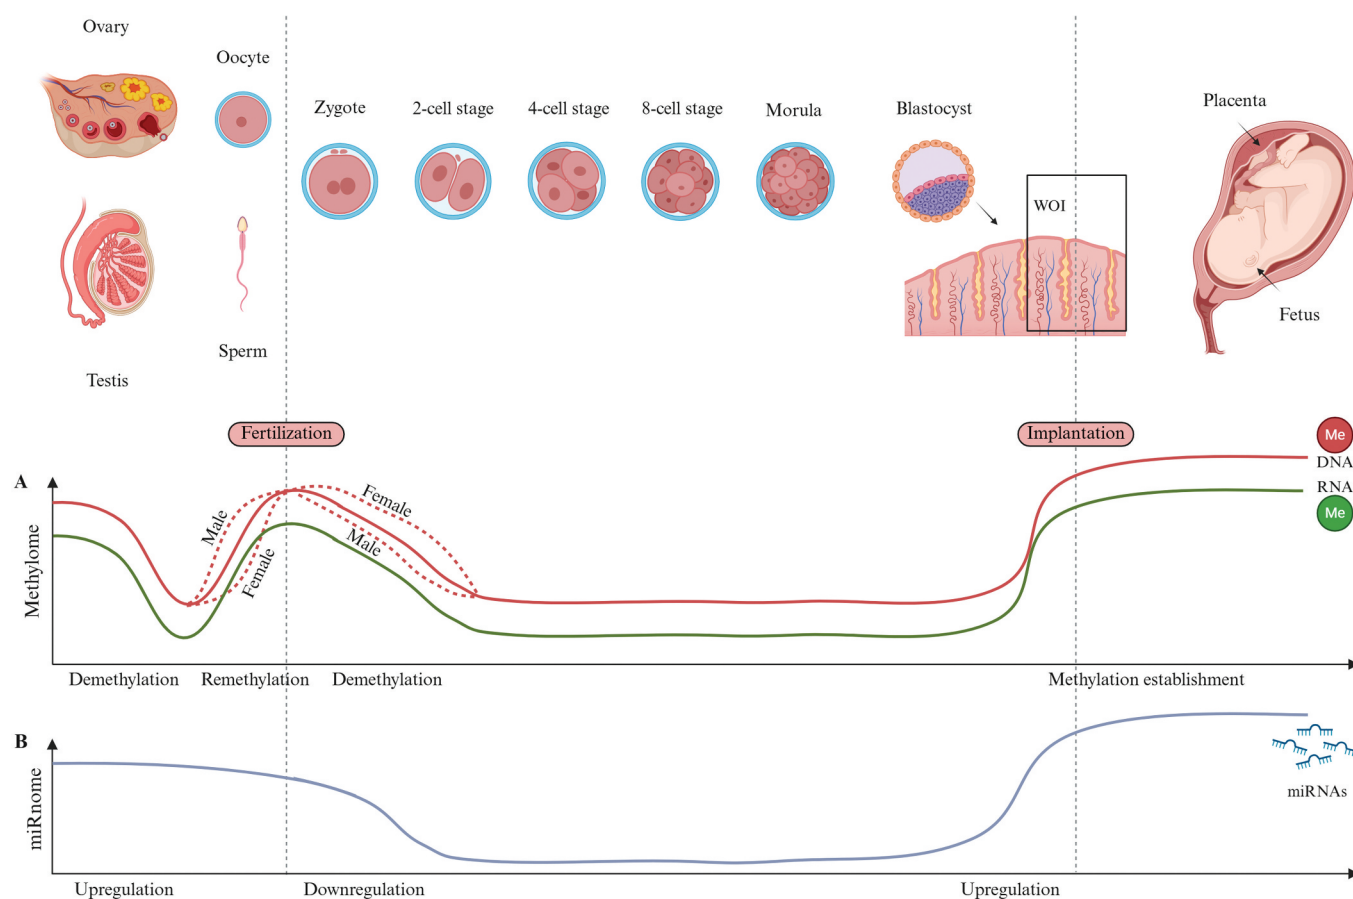 Ovary
Oocyte
Zygote
2-cell stage
4-cell stage
8-cell stage
Morula
Blastocyst
Placenta
WOI
Fetus
Sperm
Testis
Fertilization
Implantation
Me
DNA
RNA
Me
A
Methylome
Male
Female
Female
Male
Demethylation
Remethylation
Demethylation
Methylation establishment
B
miRnome
miRNAs
Upregulation
Downregulation
Upregulation